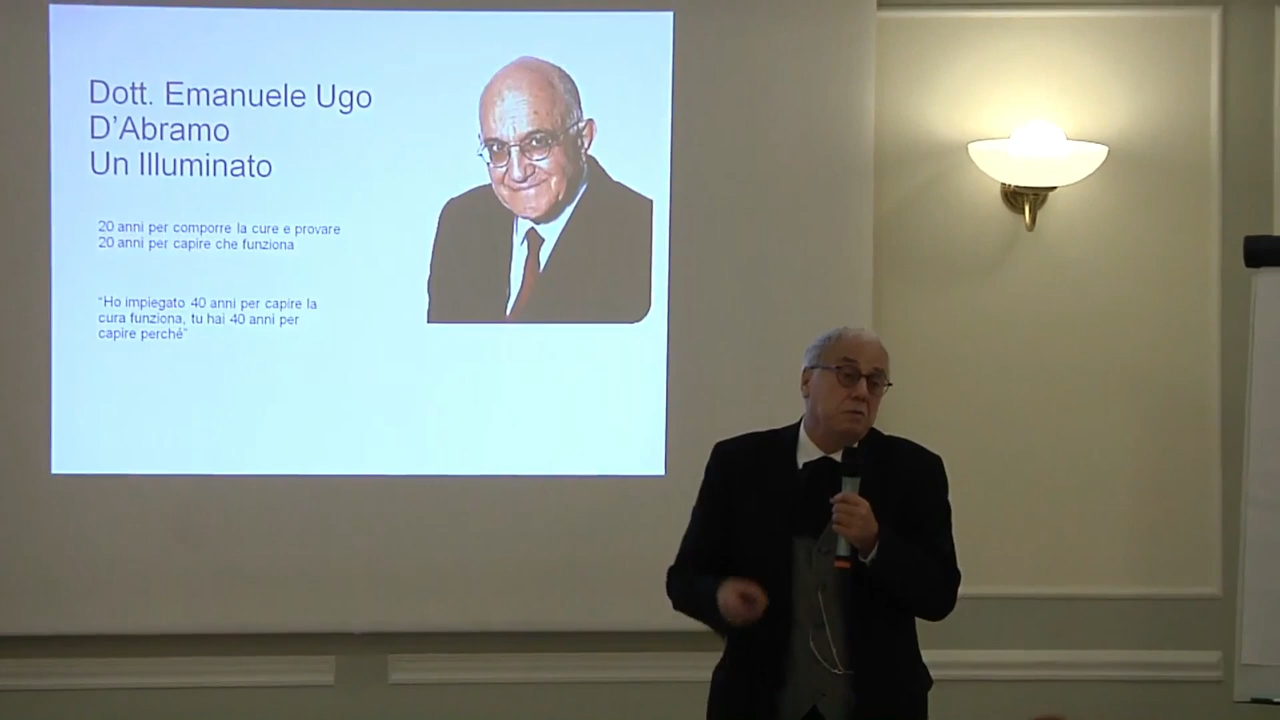 Dott. Emanuele Ugo
D'Abramo
Un Illuminato
20 anni per comporre la cure e provare
20 anni per capire che funziona
"Ho impiegato 40 anni per capire la
cura funziona, tu hai 40 anni per
capire perché"